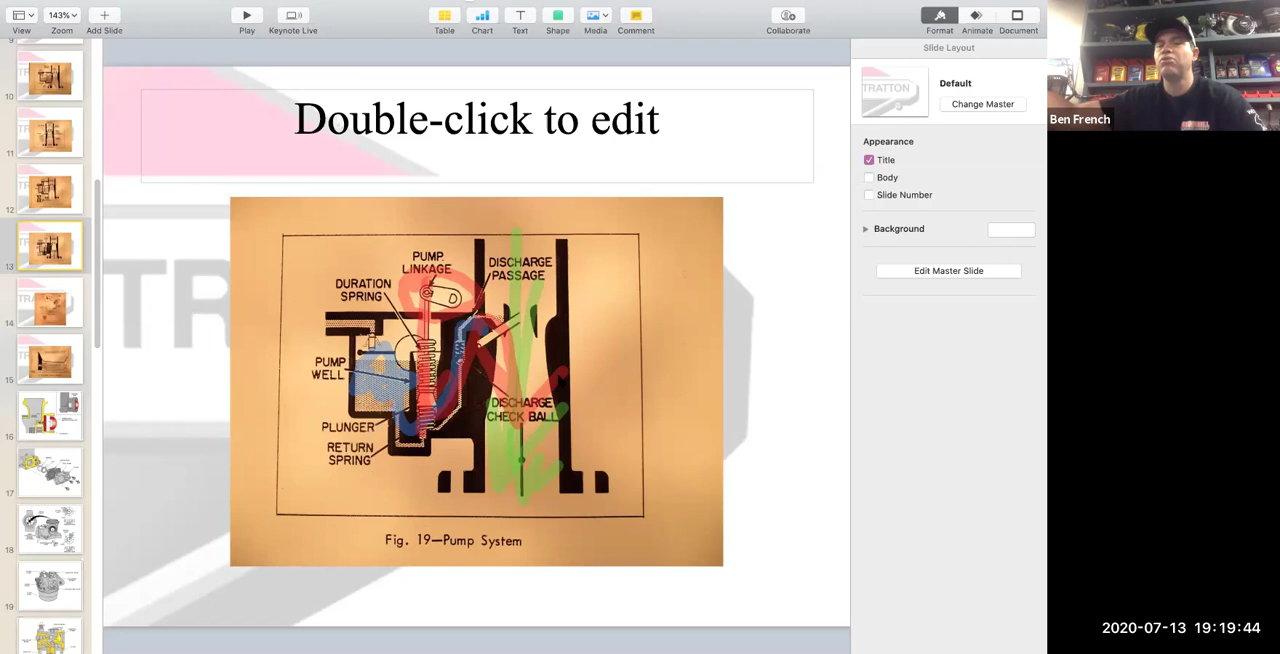 143%
View
Zoom
Add Slide
Play
Keynote Live
Table
Chart
Text
Shape
Media
Comment
Collaborate
Format
Animate
Document
Slide Layout
TRATTON
Default
Change Master
Appearance
Title
Body
Slide Number
Background
Edit Master Slide
Ben French
9
10
11
12
13
14
15
16
17
18
19
Double-click to edit
TR
PUMP
LINKAGE
DISCHARGE
PASSAGE
DURATION
SPRING
PUMP
WELL
DISCHARGE
CHECK BALL
PLUNGER
RETURN
SPRING
Fig. 19—Pump System
2020-07-13 19:19:44